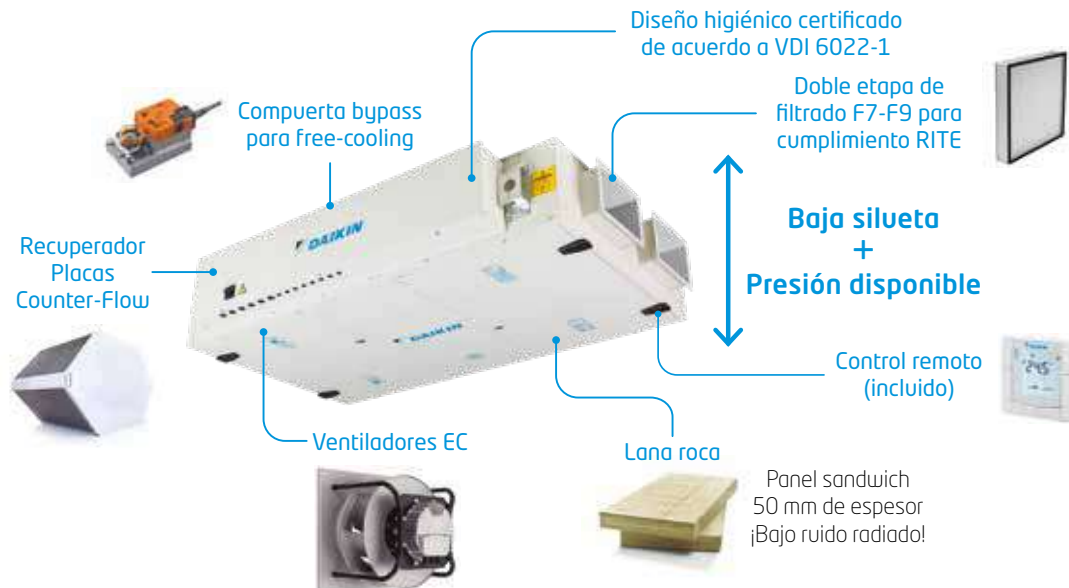 Diseño higiénico certificado
de acuerdo a VDI 6022-1
Doble etapa de
filtrado F7-F9 para
cumplimiento RITE
Compuerta bypass
para free-cooling
Baja silueta
+
Presión disponible
Recuperador
Placas
Counter-Flow
DAIKIN
DAIKIN
Control remoto
(incluido)
Ventiladores EC
Lana roca
Panel sandwich
50 mm de espesor
¡Bajo ruido radiado!